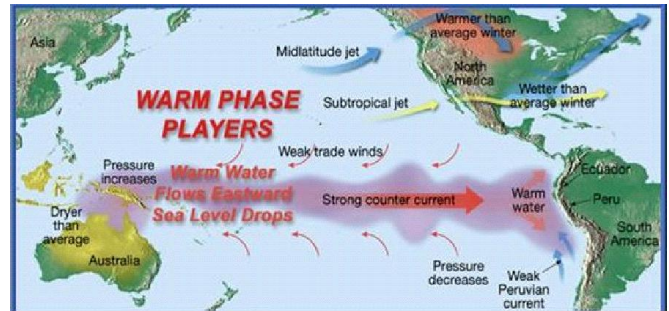 Asia
Warmer than
average winter
Midlatitude jet
North
America
WARM PHASE
PLAYERS
Subtropical jet
Wetter than
average winter
Weak trade winds
Pressure
increases
Warm Water
Flows Eastward
Sea Level Drops
Ecuador
Strong counter current
Warm
water
Peru
Dryer
than
average
South
America
Australia
Pressure
decreases
Weak
Peruvian
current